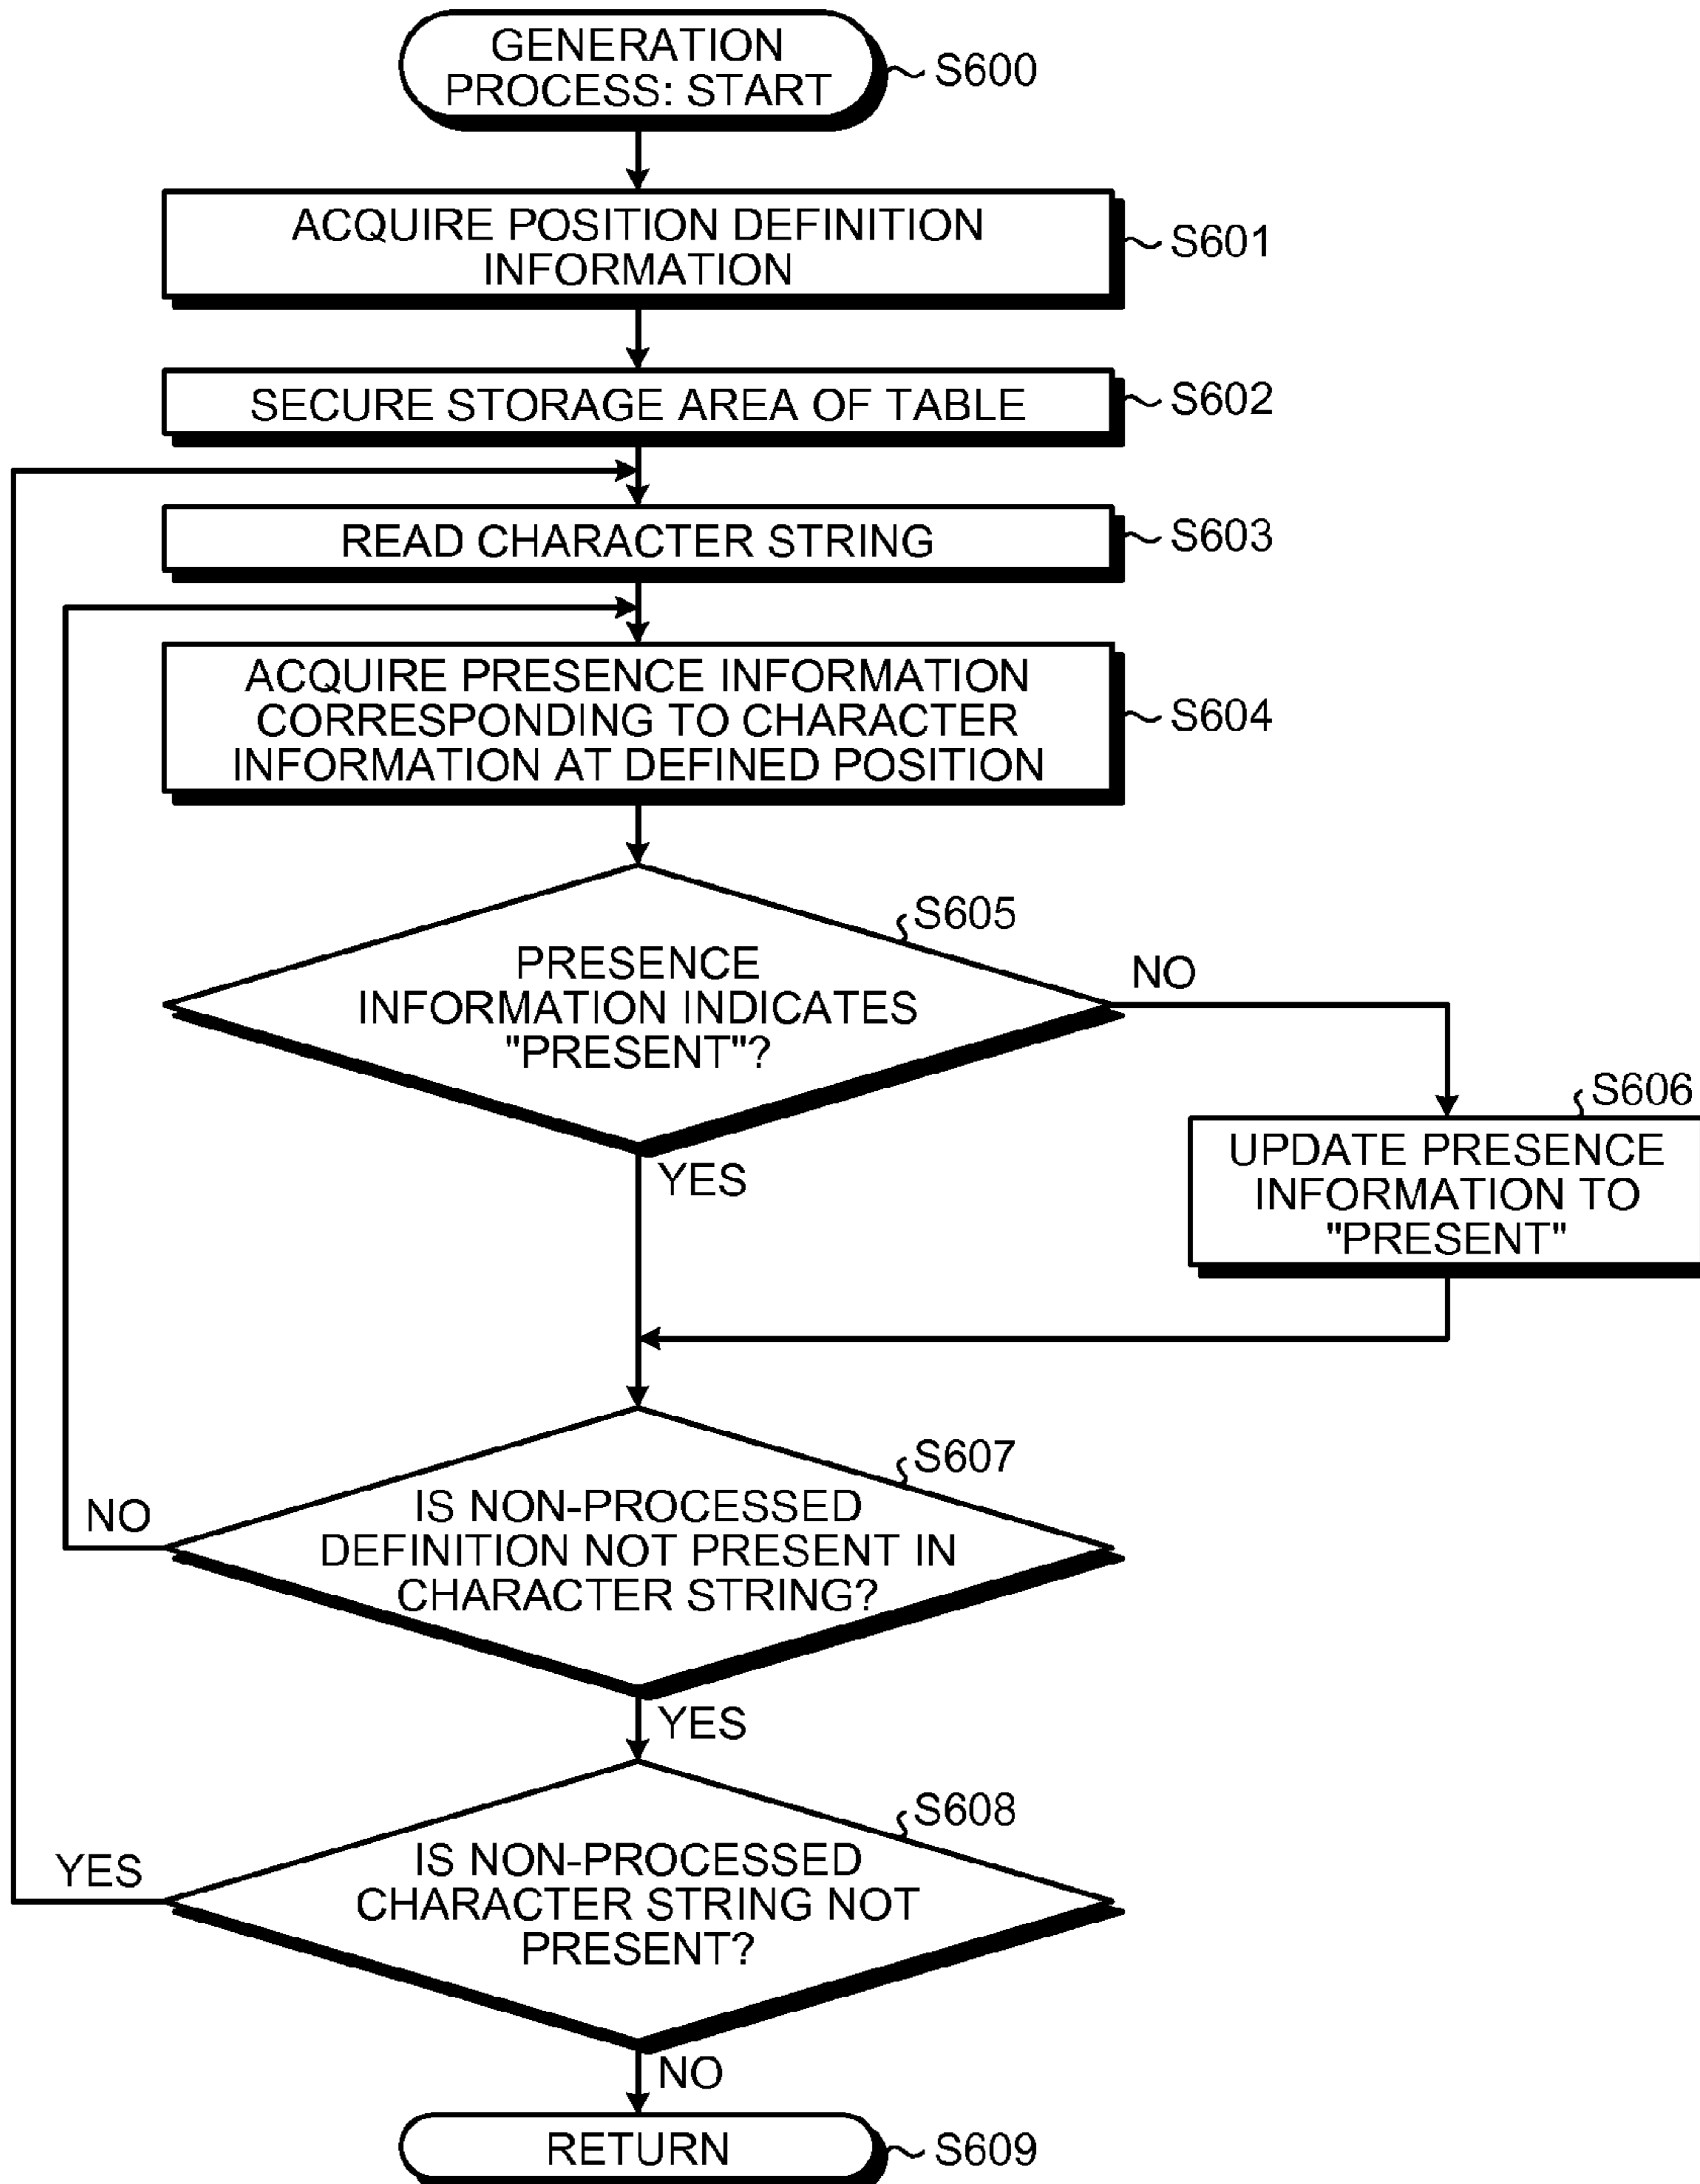 GENERATION
PROCESS: START
S600
ACQUIRE POSITION DEFINITION
INFORMATION
S601
SECURE STORAGE AREA OF TABLE
S602
READ CHARACTER STRING
S603
ACQUIRE PRESENCE INFORMATION
CORRESPONDING TO CHARACTER
INFORMATION AT DEFINED POSITION
S604
S605
PRESENCE
INFORMATION INDICATES
"PRESENT"?
NO
YES
S606
UPDATE PRESENCE
INFORMATION TO
"PRESENT"
S607
IS NON-PROCESSED
DEFINITION NOT PRESENT IN
CHARACTER STRING?
NO
YES
S608
IS NON-PROCESSED
CHARACTER STRING NOT
PRESENT?
YES
NO
RETURN
S609